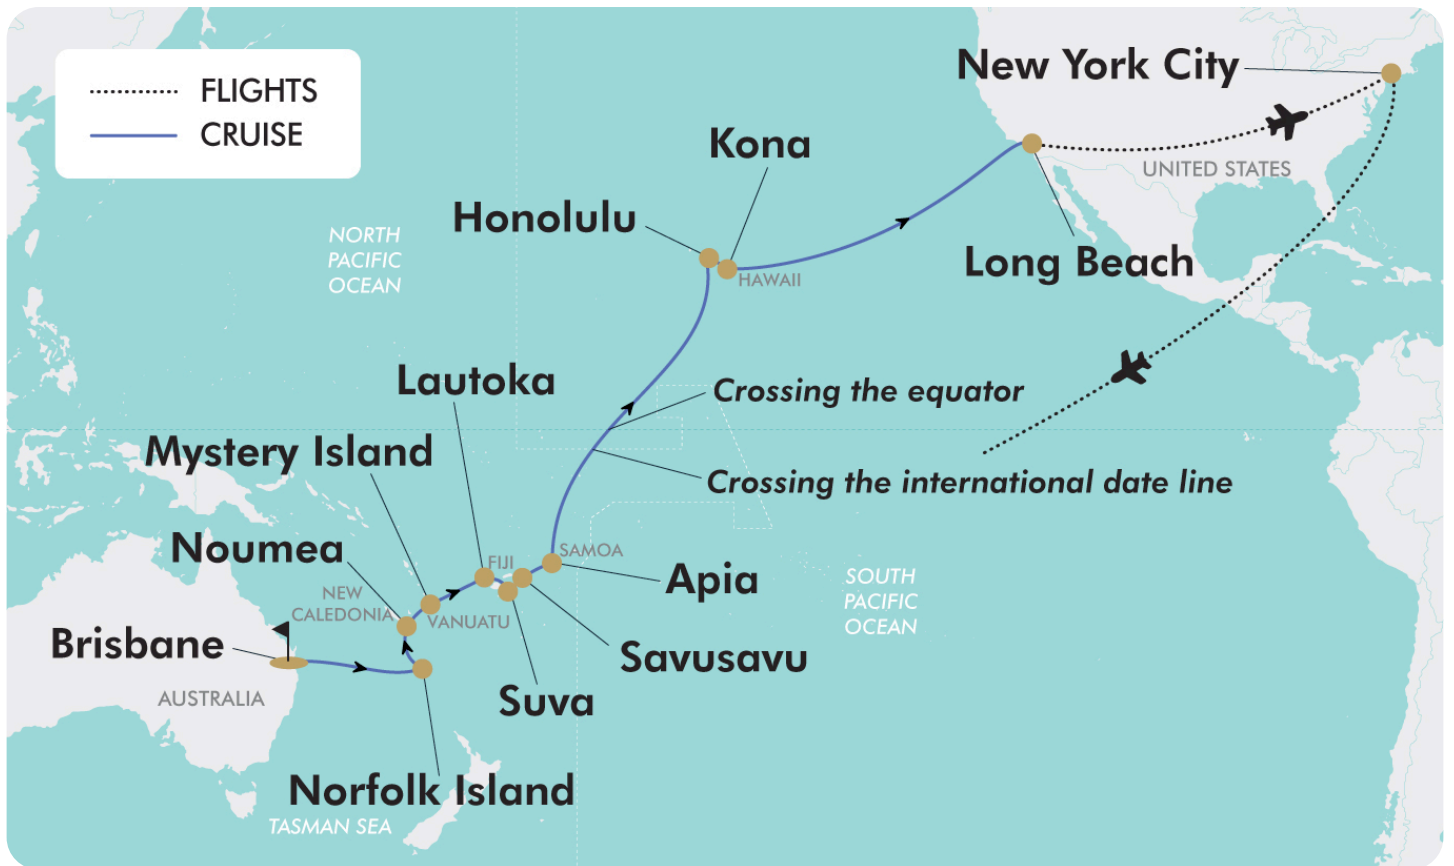 FLIGHTS
CRUISE
New York City
UNITED STATES
Kona
Honolulu
HAWAII
Long Beach
NORTH
PACIFIC
OCEAN
Lautoka
Crossing the equator
Mystery Island
Crossing the international date line
Noumea
FIJI
SAMOA
Apia
SOUTH
PACIFIC
OCEAN
NEW
CALEDONIA
VANUATU
Brisbane
Savusavu
AUSTRALIA
Suva
Norfolk Island
TASMAN SEA